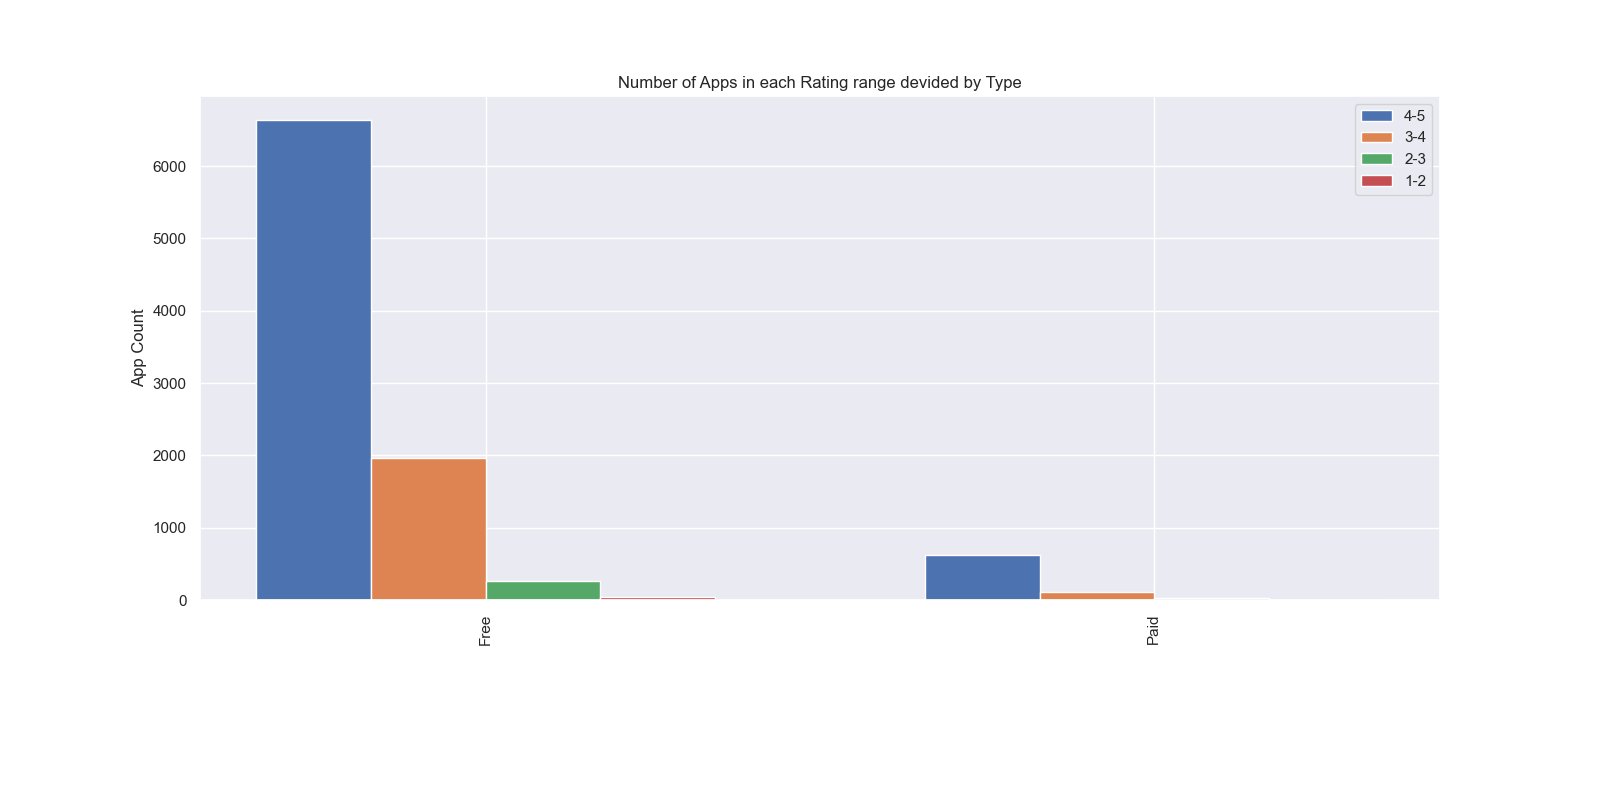 Number of Apps in each Rating range devided by Type
4-5
3-4
2-3
1-2
6000
5000
4000
3000
2000
1000
0
App Count
Free
Paid